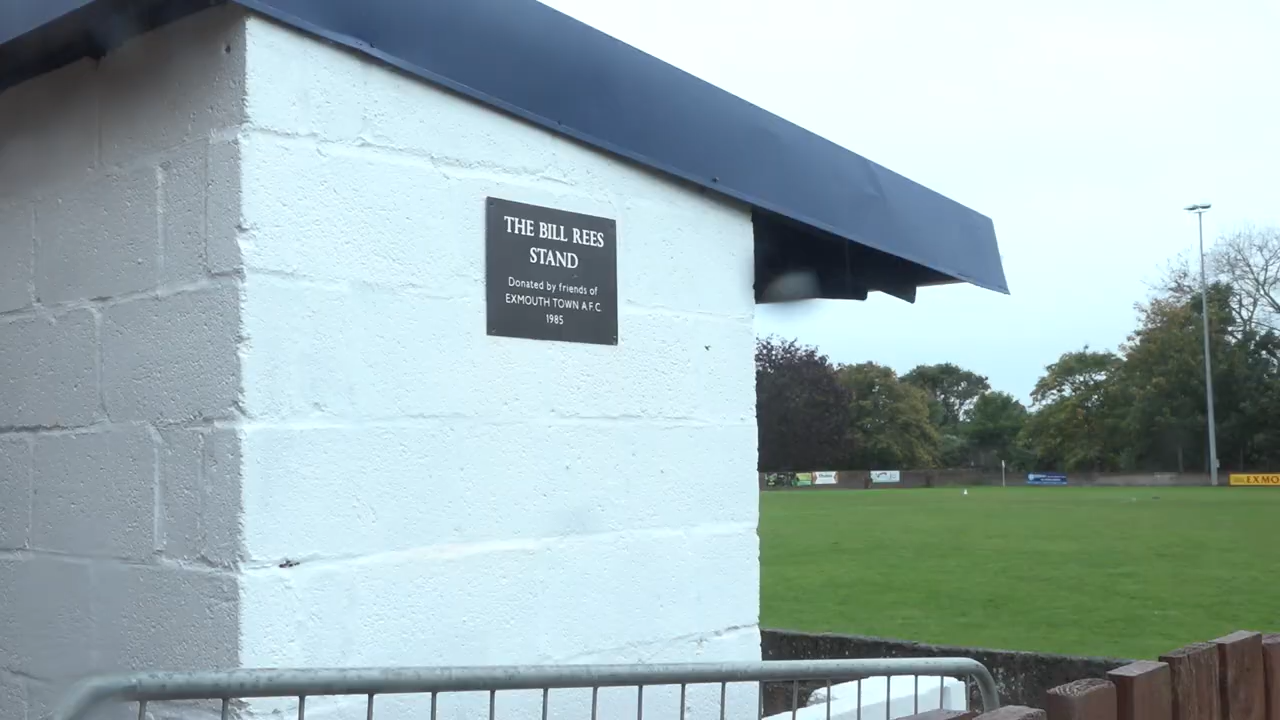 THE BILL REES
STAND
Donated by friends of
EXMOUTH TOWN A.F.C.
1985
EXMO